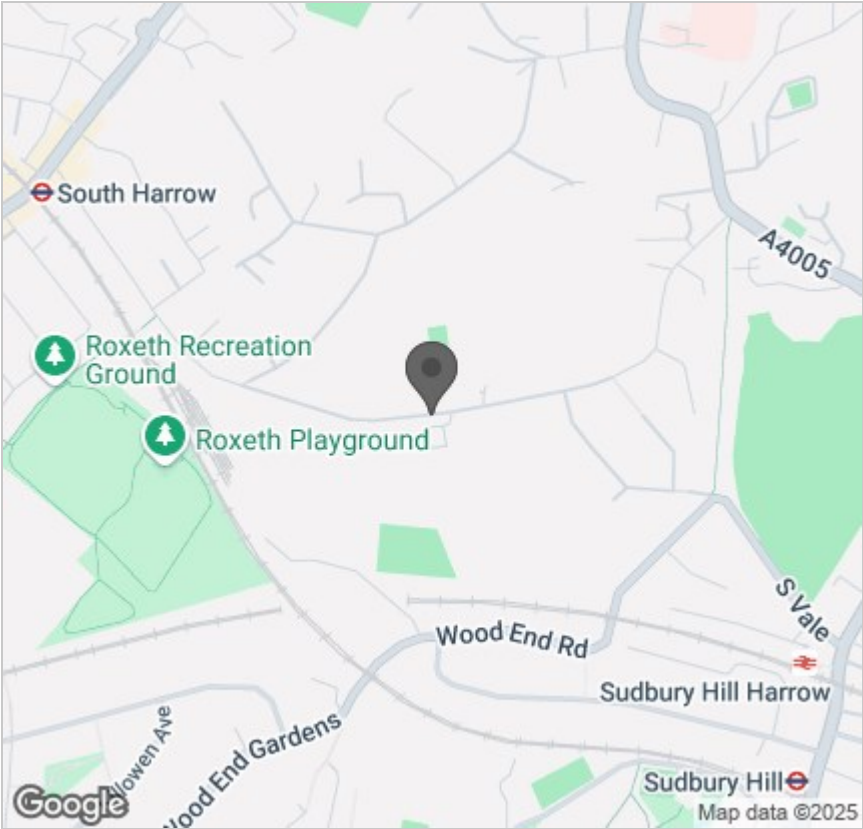 South Harrow
A4005
Roxeth Recreation
Ground
Roxeth Playground
S Vale
Wood End Rd
Sudbury Hill Harrow
Wood End Gardens
Sudbury Hill
Google
Map data ©2025